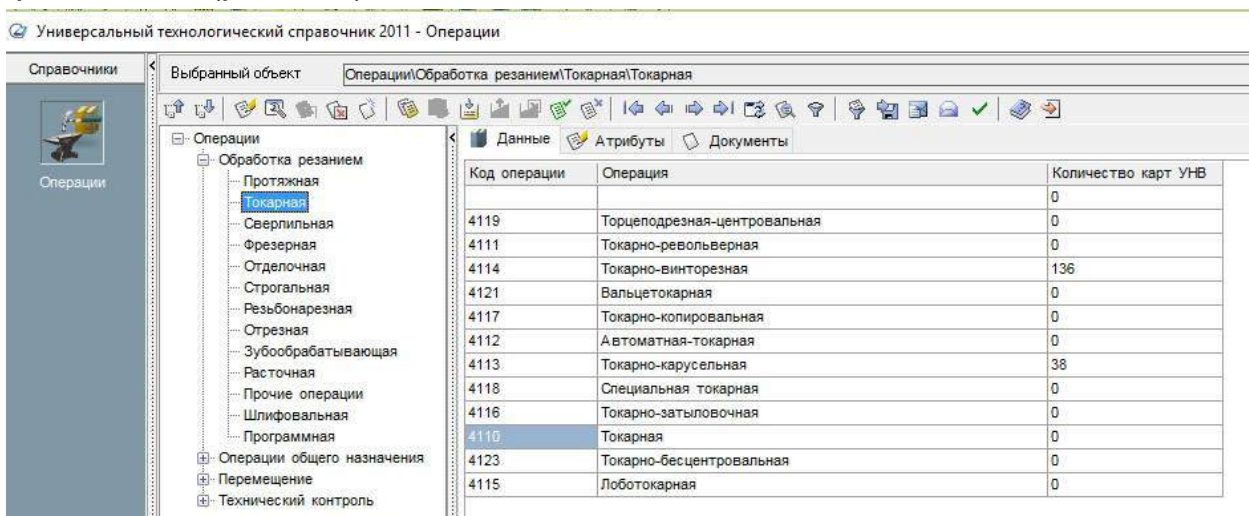 Универсальный технологический справочник 2011 - Операции
Справочники
Выбранный объект
Операции\Обработка резанием\Токарная\Токарная
Операции
Операции
Обработка резанием
Протяжная
Токарная
Сверлильная
Фрезерная
Отделочная
Строгальная
Резьбонарезная
Отрезная
Зубообрабатывающая
Расточная
Прочие операции
Шлифовальная
Программная
Операции общего назначения
Перемещение
Технический контроль
Данные Атрибуты Документы
Код операции Операция Количество карт УНВ
0
4119 Торцеподрезная-центровальная 0
4111 Токарно-револьверная 0
4114 Токарно-винторезная 136
4121 Вальцетокарная 0
4117 Токарно-копировальная 0
4112 Автоматная-токарная 0
4113 Токарно-карусельная 38
4118 Специальная токарная 0
4116 Токарно-затыловочная 0
4110 Токарная 0
4123 Токарно-бесцентровальная 0
4115 Лоботокарная 0